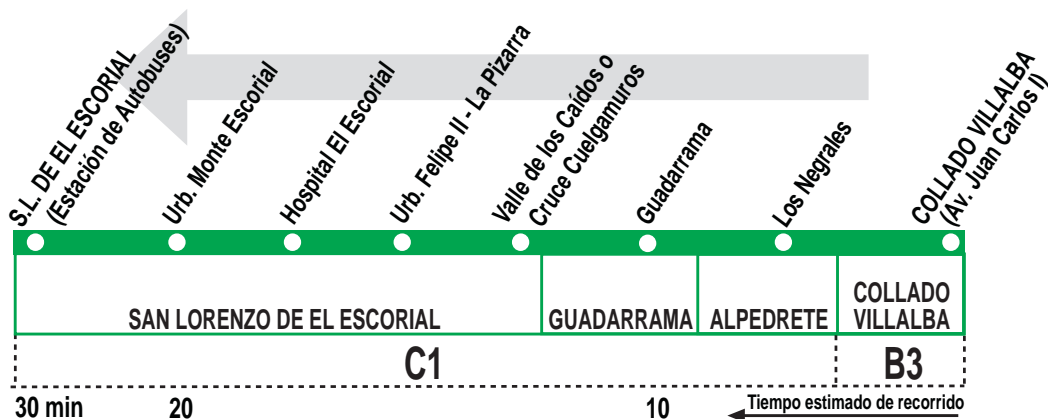 S.L. DE EL ESCORIAL
(Estación de Autobuses)
Urb. Monte Escorial
Hospital El Escorial
Urb. Felipe II - La Pizarra
Valle de los Caídos o
Cruce Cuelgamuros
Guadarrama
Los Negrales
COLLADO VILLALBA
(Av. Juan Carlos I)
SAN LORENZO DE EL ESCORIAL
GUADARRAMA
ALPEDRETE
COLLADO
VILLALBA
C1
B3
30 min
20
10
Tiempo estimado de recorrido